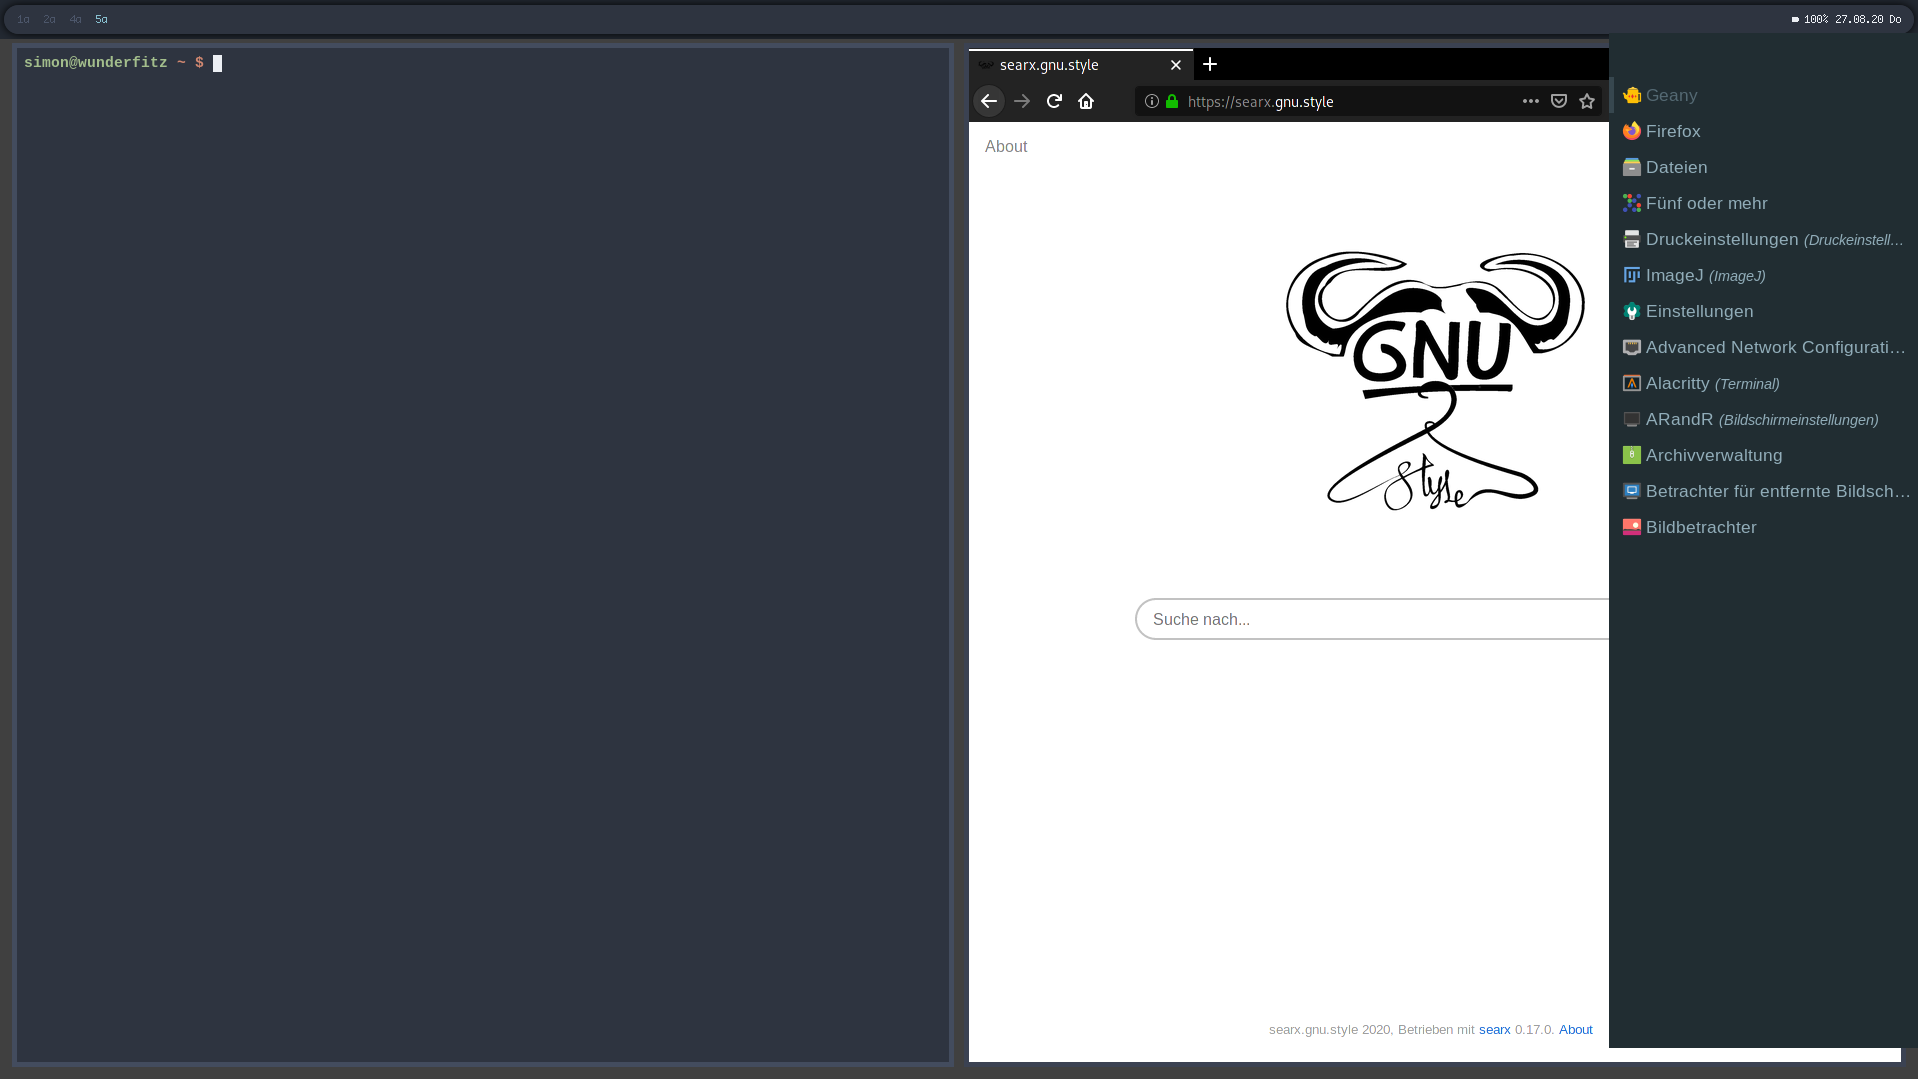 1a 2a 4a 5a
100% 27.08.20 Do
simon@wunderfitz ~ $
searx.gnu.style
https://searx.gnu.style
About
GNU
Style
Suche nach...
searx.gnu.style 2020, Betrieben mit searx 0.17.0. About
Geany
Firefox
Dateien
Fünf oder mehr
Druckeinstellungen (Druckeinstell…
ImageJ (ImageJ)
Einstellungen
Advanced Network Configurati…
Alacritty (Terminal)
ARandR (Bildschirmeinstellungen)
Archivverwaltung
Betrachter für entfernte Bildsch…
Bildbetrachter